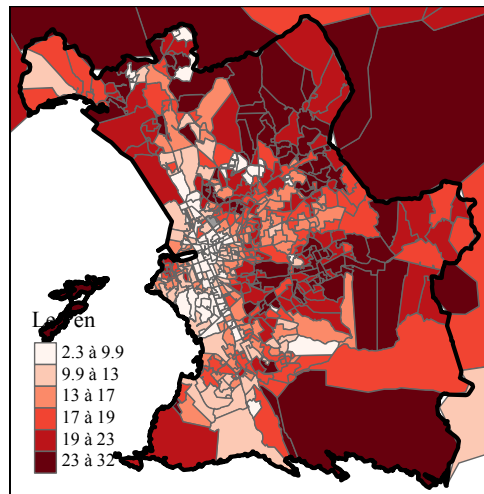 2.3 à 9.9
9.9 à 13
13 à 17
17 à 19
19 à 23
23 à 32